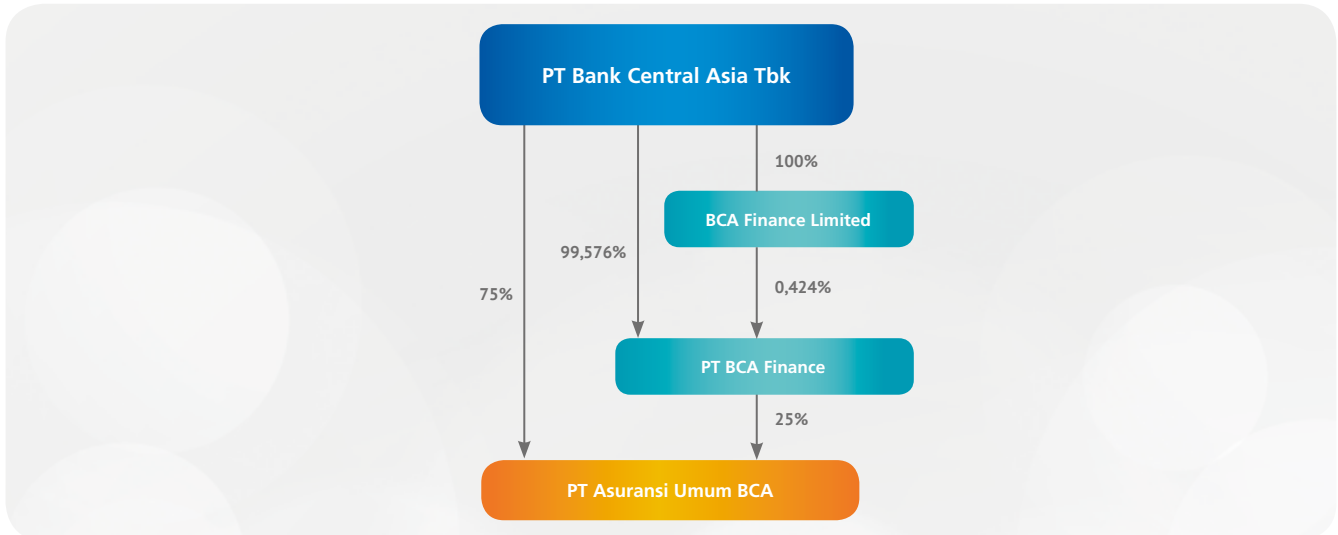 PT Bank Central Asia Tbk
100%
BCA Finance Limited
99,576%
0,424%
75%
PT BCA Finance
25%
PT Asuransi Umum BCA